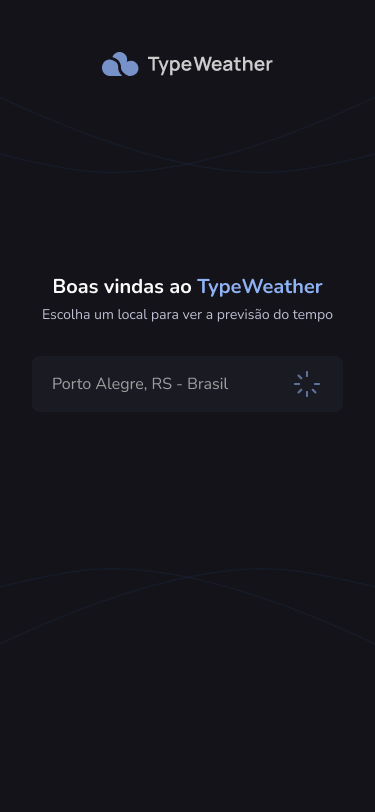 TypeWeather
Boas vindas ao TypeWeather
Escolha um local para ver a previsão do tempo
Porto Alegre, RS - Brasil